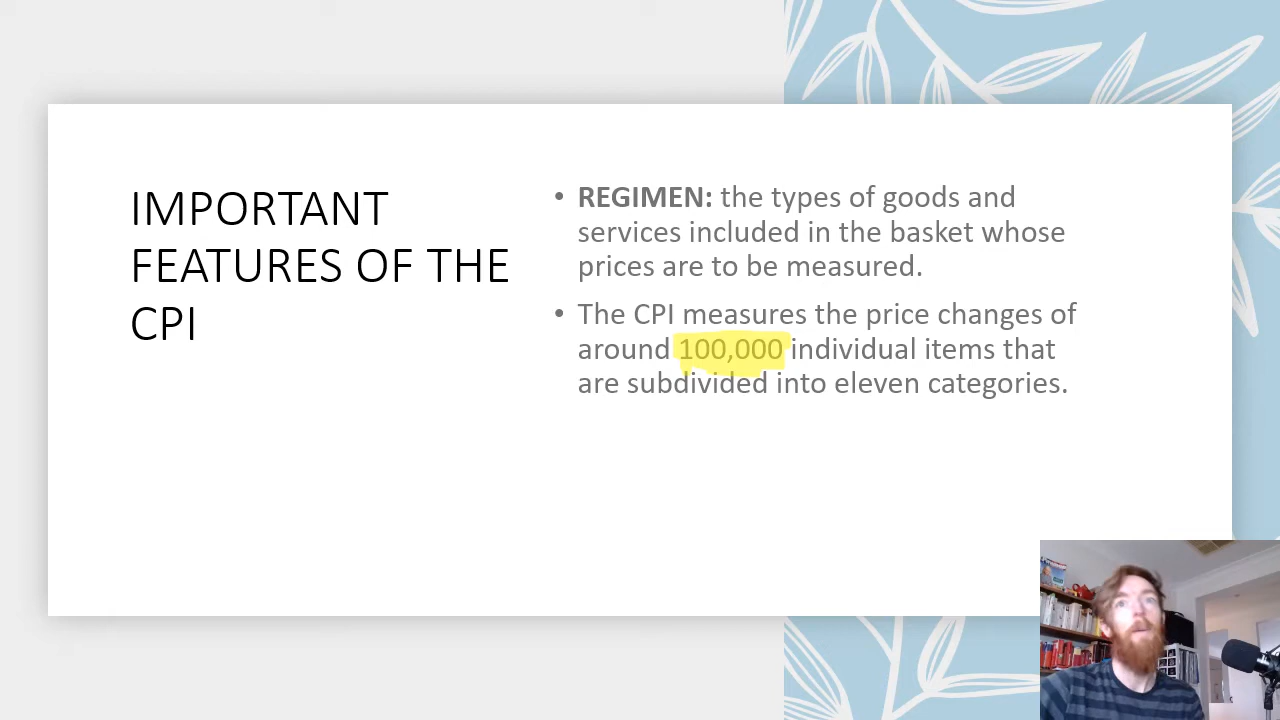 IMPORTANT
FEATURES OF THE
CPI
• REGIMEN: the types of goods and
services included in the basket whose
prices are to be measured.
• The CPI measures the price changes of
around 100,000 individual items that
are subdivided into eleven categories.